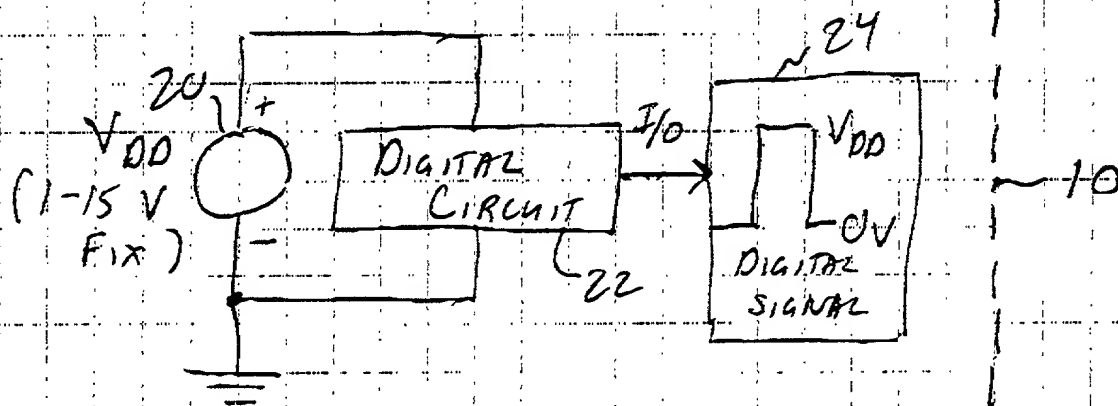 24
20
+
VDD
(1-15 V
FIX)
-
DIGITAL
CIRCUIT
22
I/O
VDD
0V
DIGITAL
SIGNAL
10